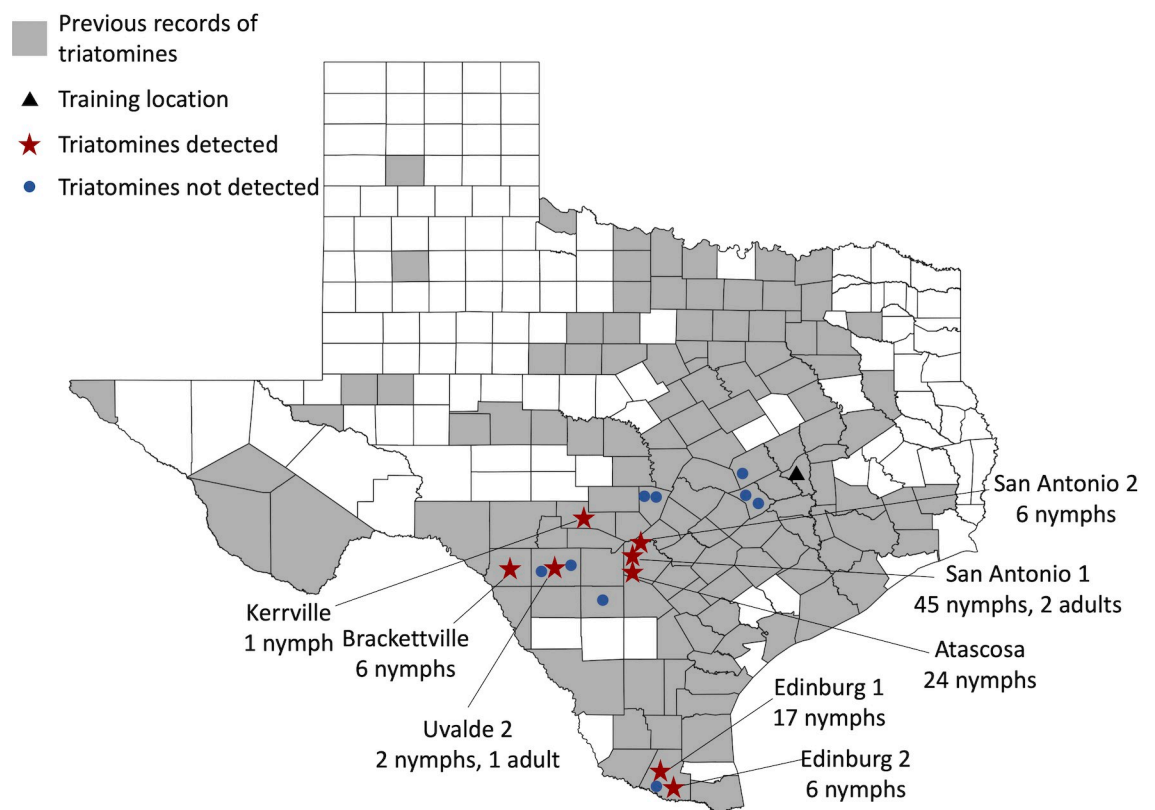 Previous records of
triatomines
Training location
Triatomines detected
Triatomines not detected
San Antonio 2
6 nymphs
San Antonio 1
45 nymphs, 2 adults
Kerrville
1 nymph
Brackettville
6 nymphs
Atascosa
24 nymphs
Edinburg 1
17 nymphs
Uvalde 2
2 nymphs, 1 adult
Edinburg 2
6 nymphs